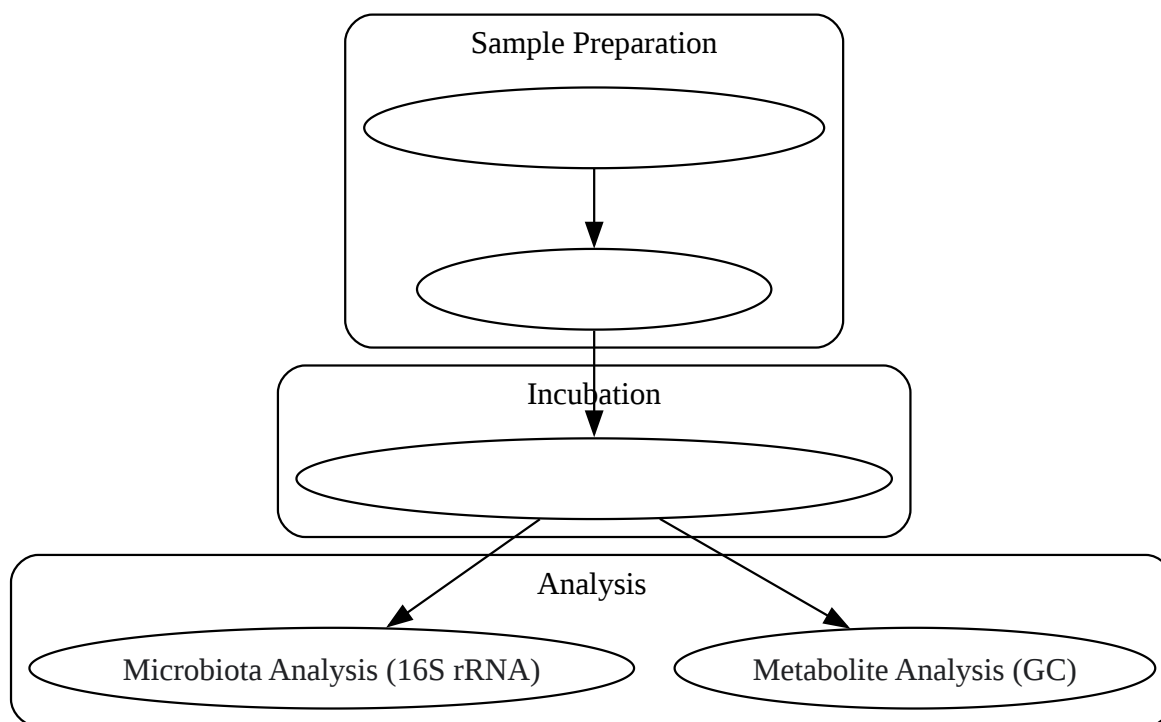 Sample Preparation
Incubation
Analysis
Microbiota Analysis (16S rRNA)
Metabolite Analysis (GC)